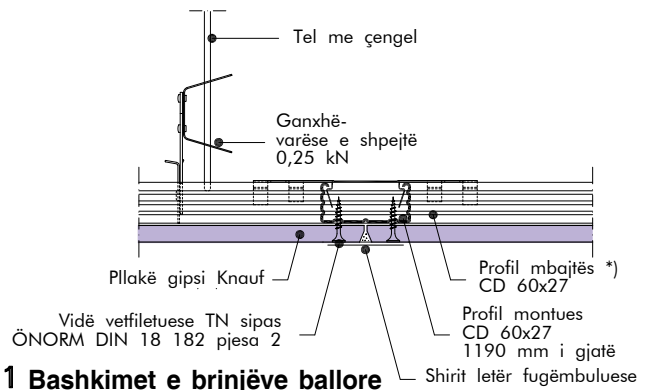 Tel me çengel
Ganxhë-
varëse e shpejtë
0,25 kN
Pllakë gipsi Knauf
Profil mbajtës *)
CD 60x27
Vidë vetfiletuese TN sipas
ÖNORM DIN 18 182 pjesa 2
Profil montues
CD 60x27
1190 mm i gjatë
Shirit letër fugëmbuluese
1 Bashkimet e brinjëve ballore